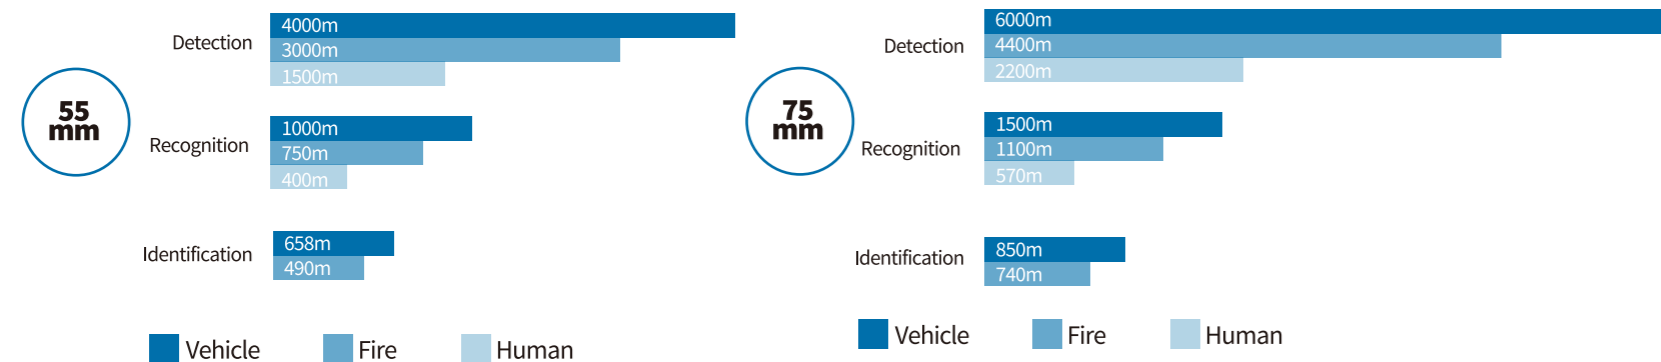 55
mm
Detection
4000m
3000m
1500m
Recognition
1000m
750m
400m
Identification
658m
490m
Vehicle
Fire
Human
75
mm
Detection
6000m
4400m
2200m
Recognition
1500m
1100m
570m
Identification
850m
740m
Vehicle
Fire
Human